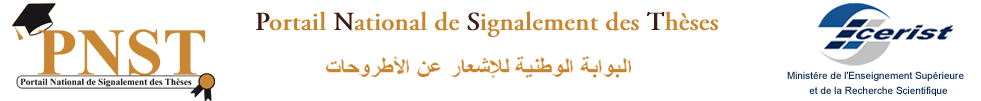 PNST
Portail National de Signalement des Thèses
Portail National de Signalement des Thèses
البوابة الوطنية للإشعار عن الأطروحات
cerist
Ministére de l'Enseignement Supérieure
et de la Recherche Scientifique